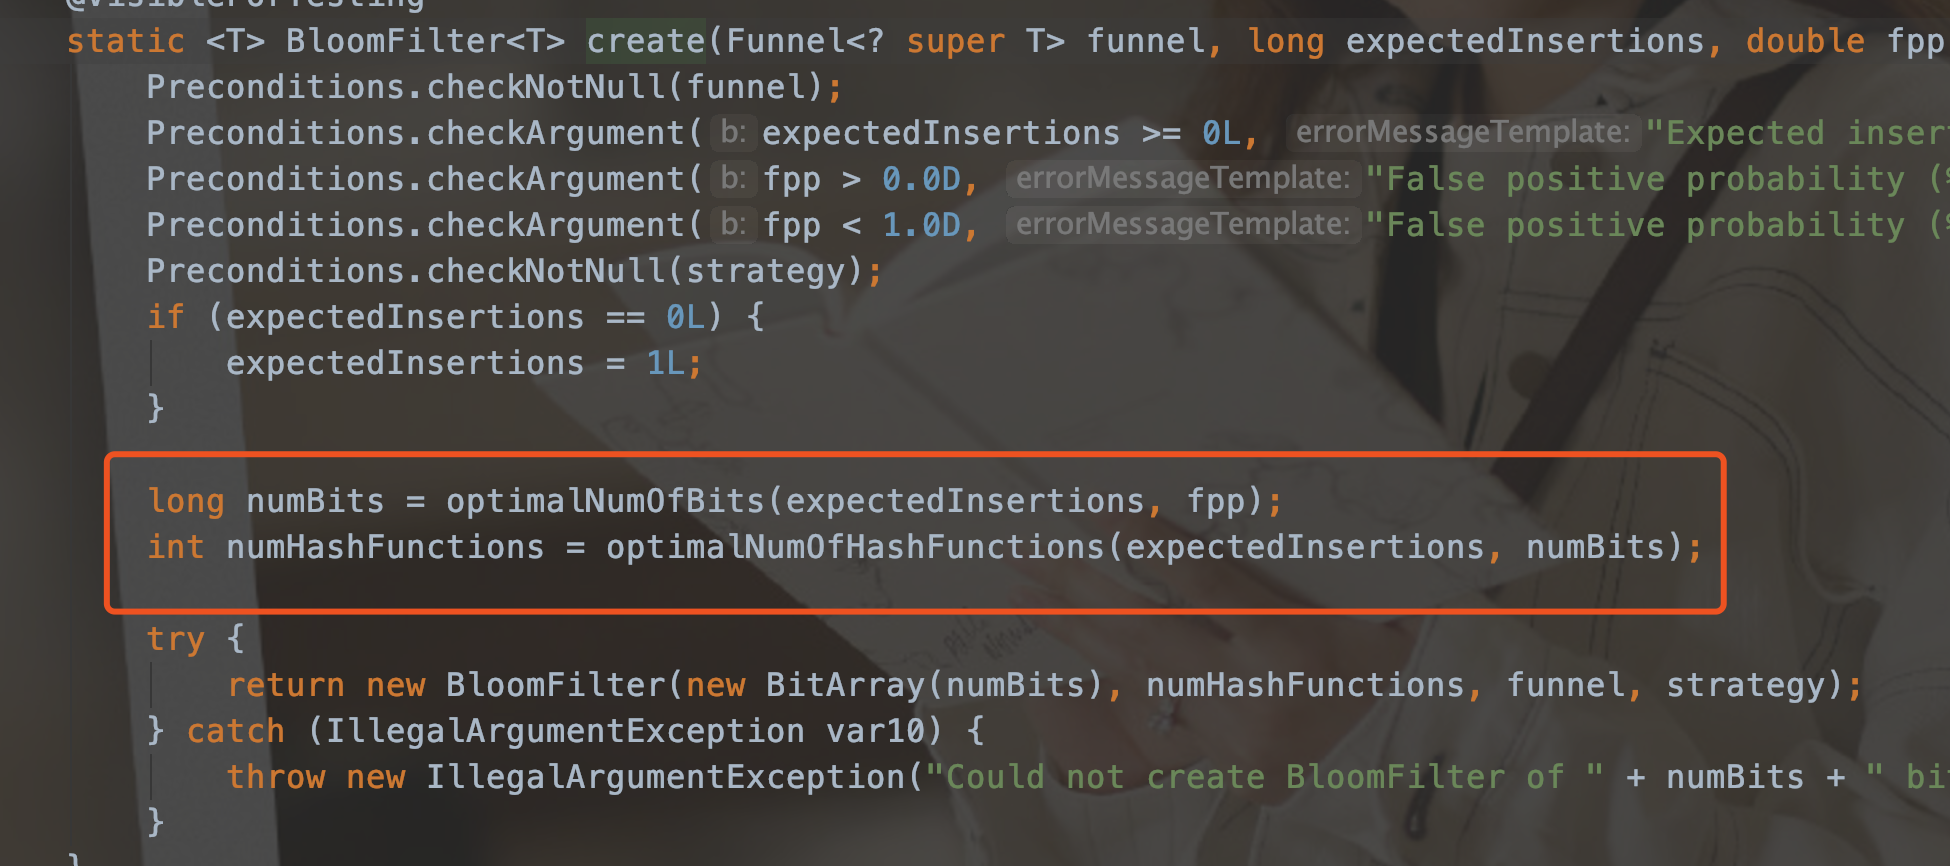 @VisibleForTesting
static <T> BloomFilter<T> create(Funnel<? super T> funnel, long expectedInsertions, double fpp
Preconditions.checkNotNull(funnel);
Preconditions.checkArgument( b: expectedInsertions >= 0L, errorMessageTemplate: "Expected inser
Preconditions.checkArgument( b: fpp > 0.0D, errorMessageTemplate: "False positive probability (%
Preconditions.checkArgument( b: fpp < 1.0D, errorMessageTemplate: "False positive probability (%
Preconditions.checkNotNull(strategy);
if (expectedInsertions == 0L) {
expectedInsertions = 1L;
}
long numBits = optimalNumOfBits(expectedInsertions, fpp);
int numHashFunctions = optimalNumOfHashFunctions(expectedInsertions, numBits);
try {
return new BloomFilter(new BitArray(numBits), numHashFunctions, funnel, strategy);
} catch (IllegalArgumentException var10) {
throw new IllegalArgumentException("Could not create BloomFilter of " + numBits + " bi
}
}